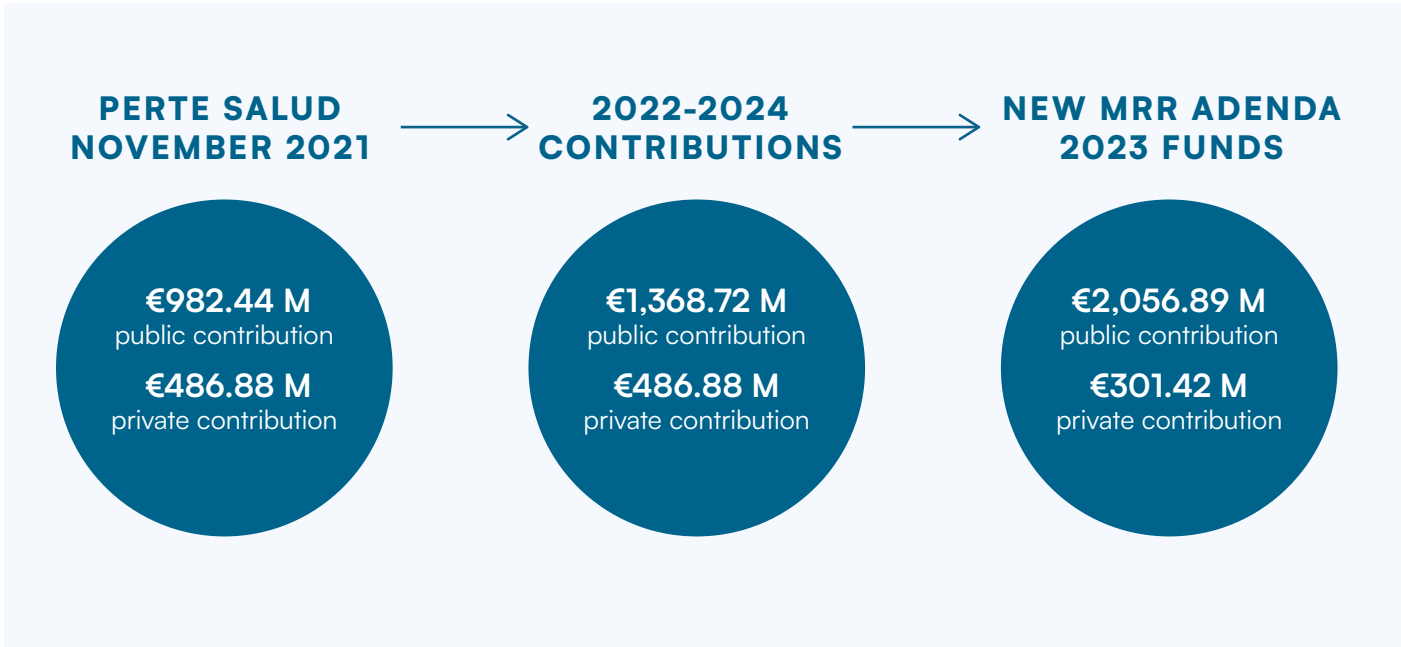 PERTE SALUD
NOVEMBER 2021
2022-2024
CONTRIBUTIONS
NEW MRR ADENDA
2023 FUNDS
€982.44 M
public contribution
€486.88 M
private contribution
€1,368.72 M
public contribution
€486.88 M
private contribution
€2,056.89 M
public contribution
€301.42 M
private contribution